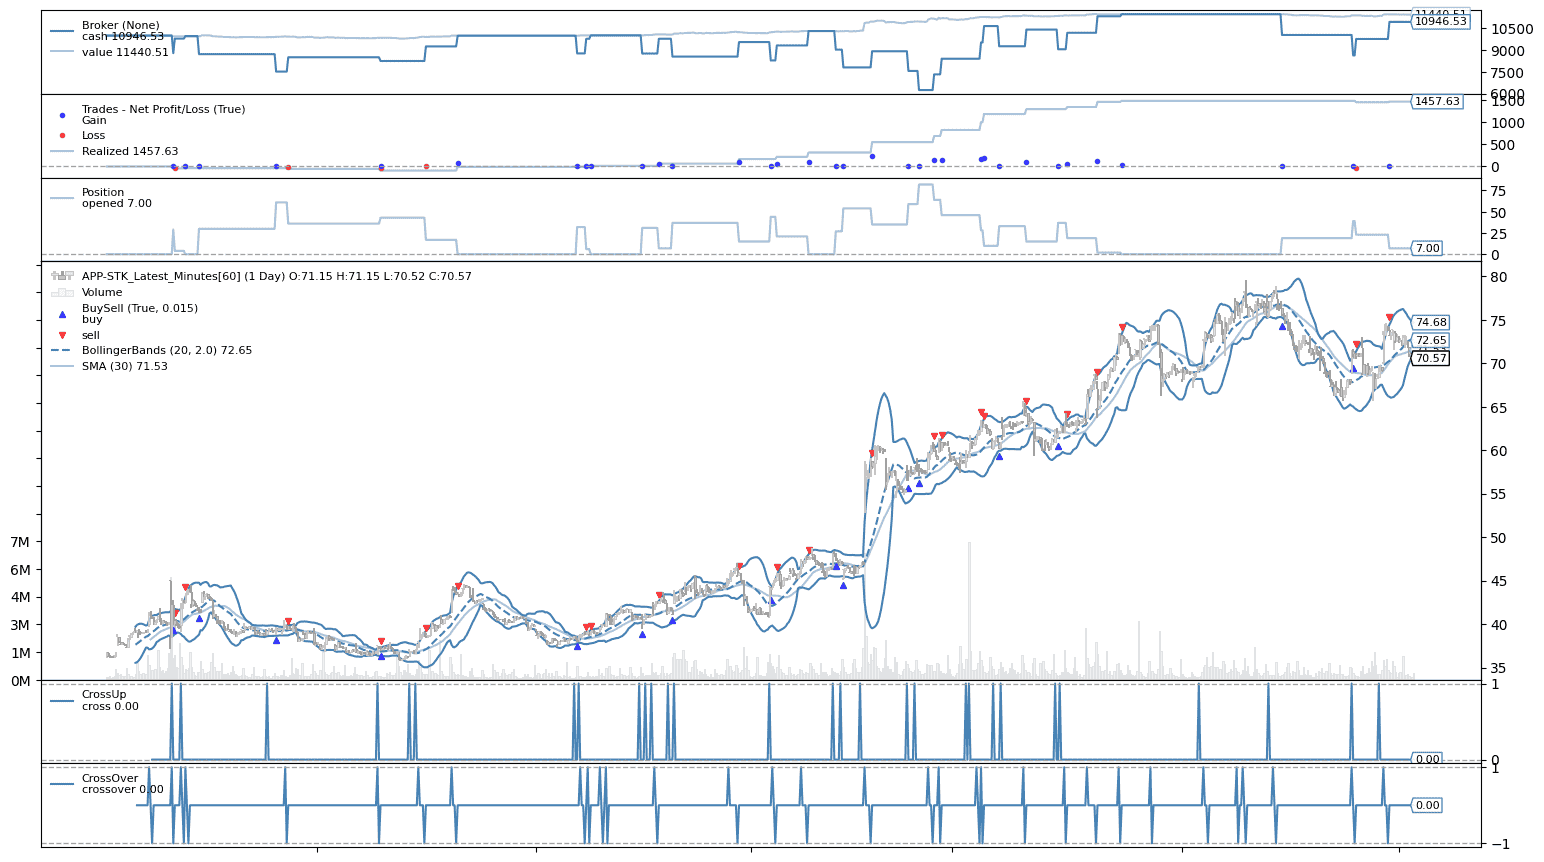 Broker (None)
cash 10946.53
value 11440.51
11440.51
10946.53
10500
9000
7500
6000
Trades - Net Profit/Loss (True)
Gain
Loss
Realized 1457.63
1457.63
1500
1000
500
0
Position
opened 7.00
75
50
25
0
7.00
APP-STK_Latest_Minutes[60] (1 Day) O:71.15 H:71.15 L:70.52 C:70.57
Volume
BuySell (True, 0.015)
buy
sell
BollingerBands (20, 2.0) 72.65
SMA (30) 71.53
80
75
70
65
60
55
50
45
40
35
74.68
72.65
70.57
7M
6M
4M
3M
1M
0M
CrossUp
cross 0.00
1
0
0.00
CrossOver
crossover 0.00
1
0.00
−1